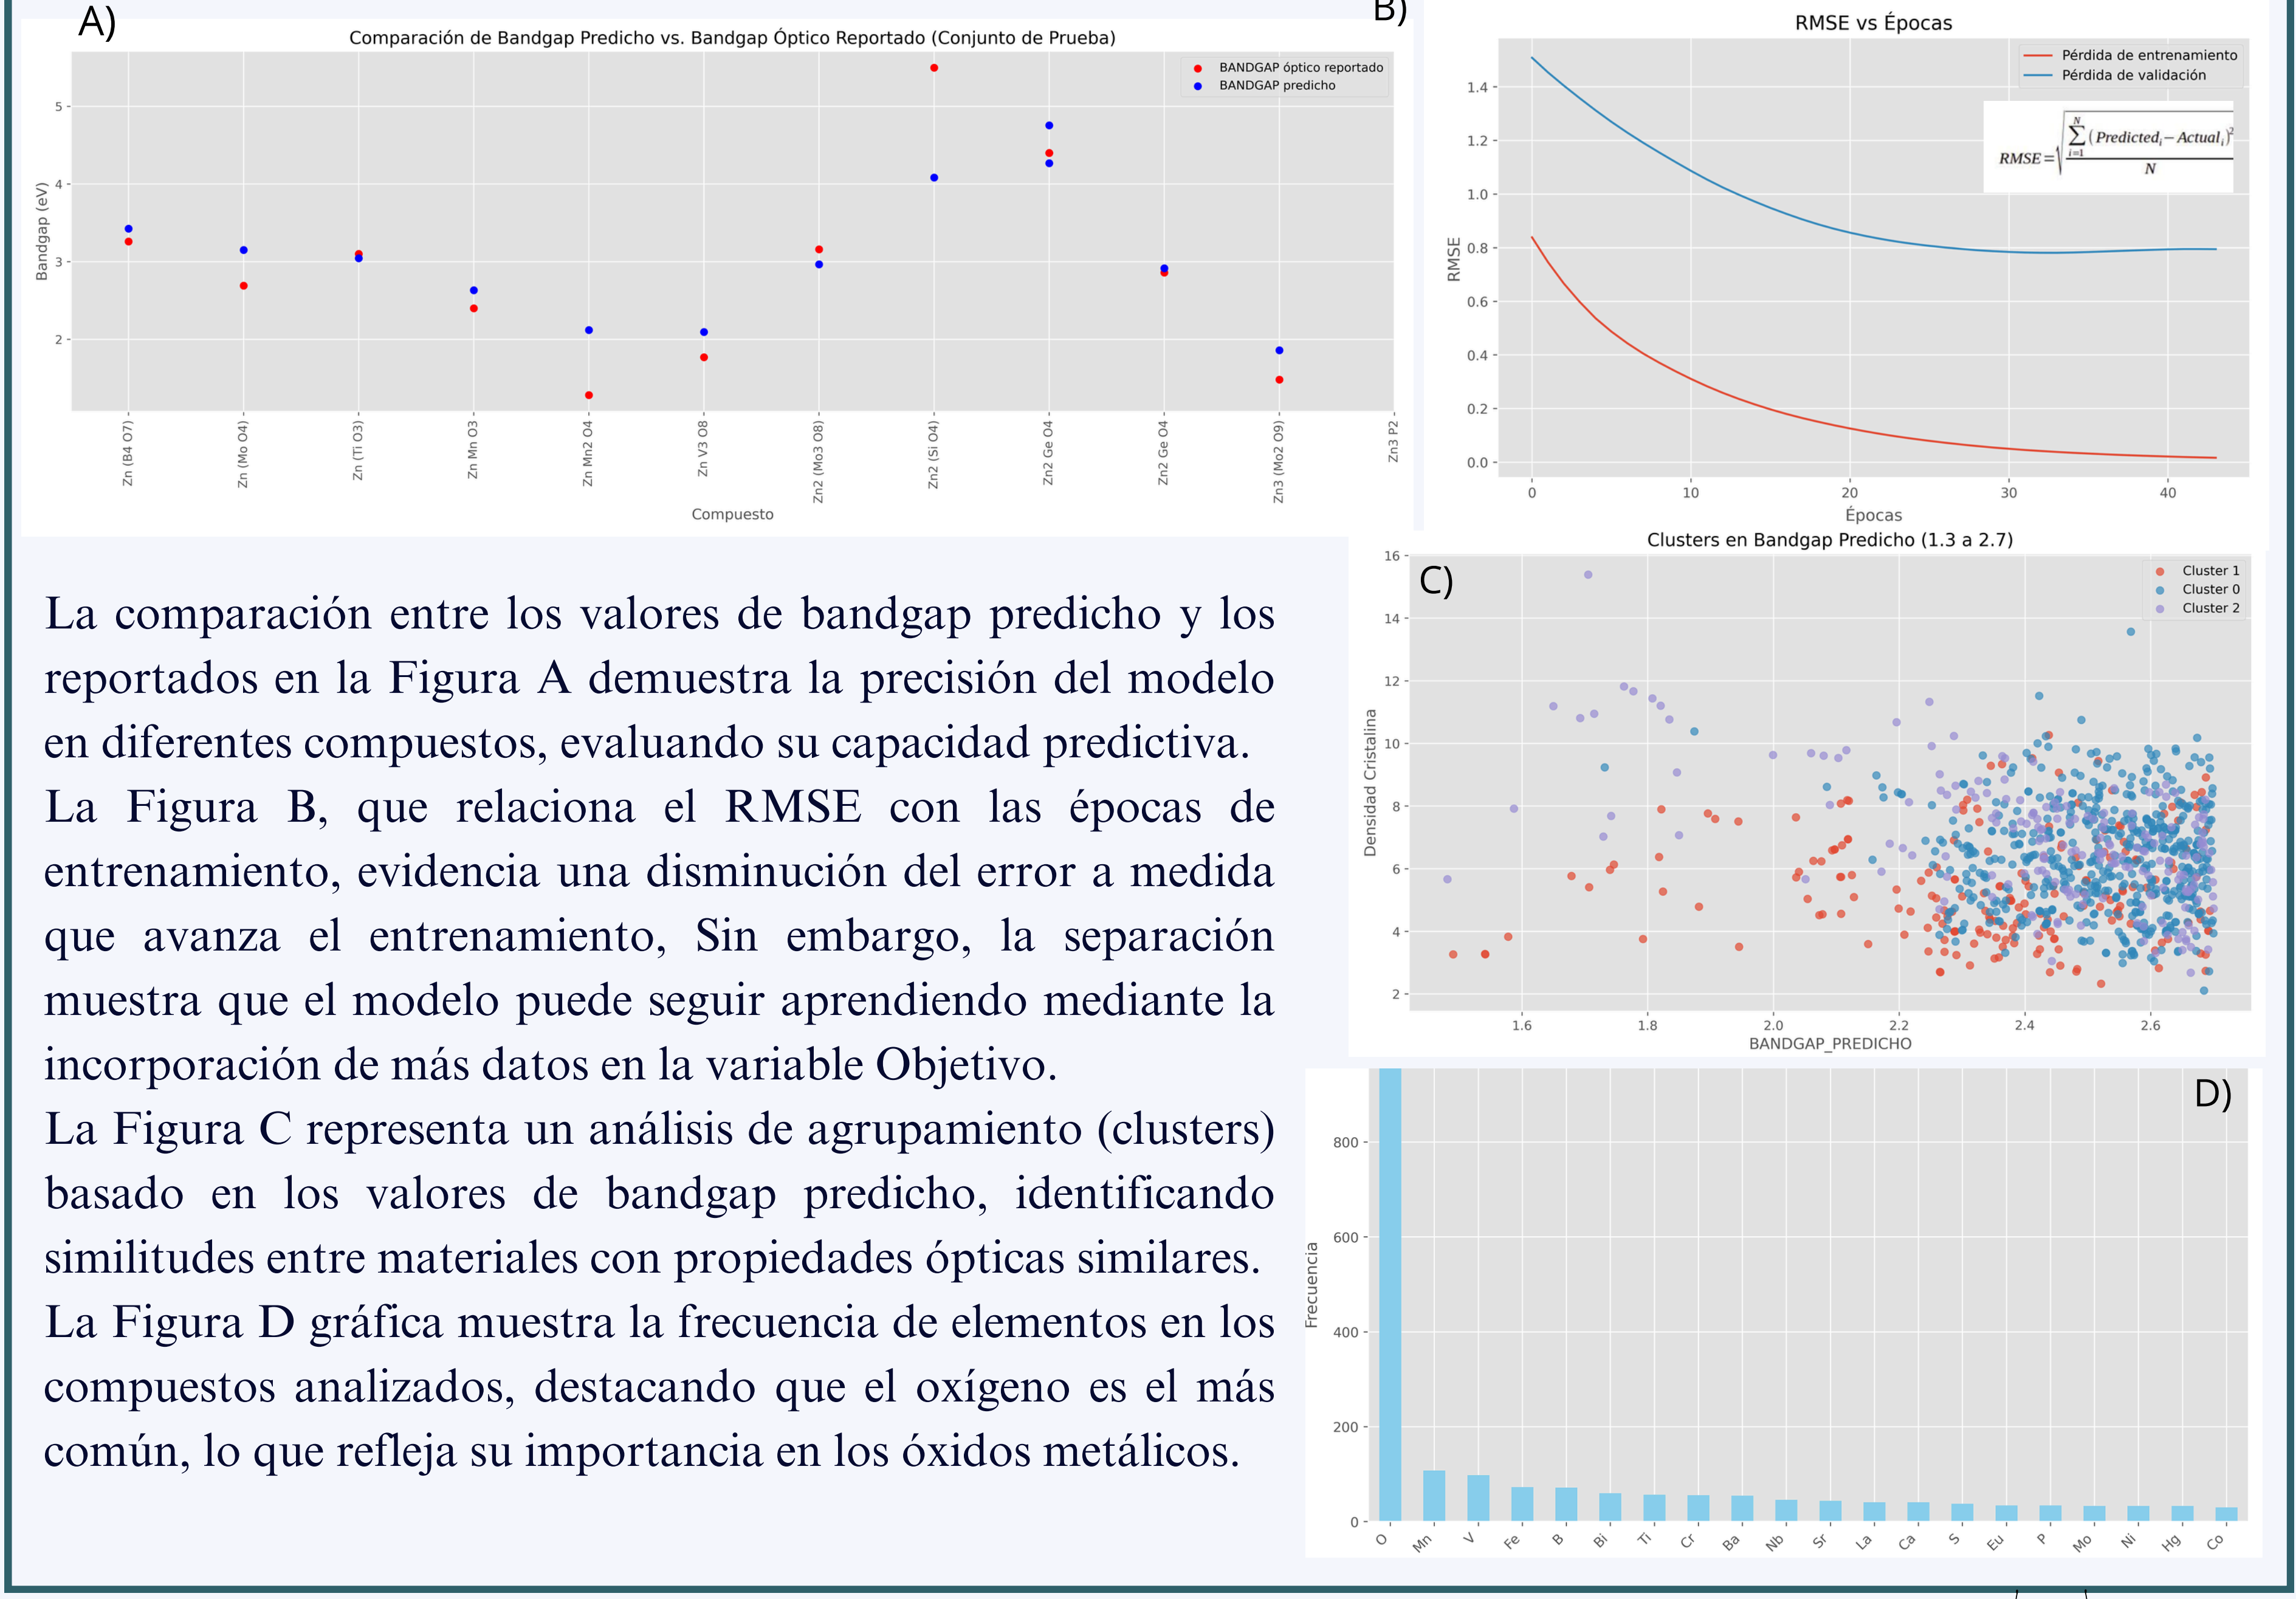 A)
Comparación de Bandgap Predicho vs. Bandgap Óptico Reportado (Conjunto de Prueba)
BANDGAP óptico reportado
BANDGAP predicho
Bandgap (eV)
5
4
3
2
Zn (B4 O7)
Zn (Mo O4)
Zn (Ti O3)
Zn Mn O3
Zn Mn2 O4
Zn V3 O8
Zn2 (Mo3 O8)
Zn2 (Si O4)
Zn2 Ge O4
Zn2 Ge O4
Zn3 (Mo2 O9)
Zn3 P2
Compuesto
B)
RMSE vs Épocas
Pérdida de entrenamiento
Pérdida de validación
RMSE=√∑(Predictedᵢ−Actualᵢ)²
N
i=1
N
RMSE
1.4
1.2
1.0
0.8
0.6
0.4
0.2
0.0
0 10 20 30 40
Épocas
La comparación entre los valores de bandgap predicho y los
reportados en la Figura A demuestra la precisión del modelo
en diferentes compuestos, evaluando su capacidad predictiva.
La Figura B, que relaciona el RMSE con las épocas de
entrenamiento, evidencia una disminución del error a medida
que avanza el entrenamiento, Sin embargo, la separación
muestra que el modelo puede seguir aprendiendo mediante la
incorporación de más datos en la variable Objetivo.
La Figura C representa un análisis de agrupamiento (clusters)
basado en los valores de bandgap predicho, identificando
similitudes entre materiales con propiedades ópticas similares.
La Figura D gráfica muestra la frecuencia de elementos en los
compuestos analizados, destacando que el oxígeno es el más
común, lo que refleja su importancia en los óxidos metálicos.
Clusters en Bandgap Predicho (1.3 a 2.7)
C)
Cluster 1
Cluster 0
Cluster 2
Densidad Cristalina
16
14
12
10
8
6
4
2
1.6 1.8 2.0 2.2 2.4 2.6
BANDGAP_PREDICHO
D)
Frecuencia
800
600
400
200
0
O Mn V Fe B Bi Ti Cr Ba Nb Sr La Ca S Eu P Mo Ni Hg Co